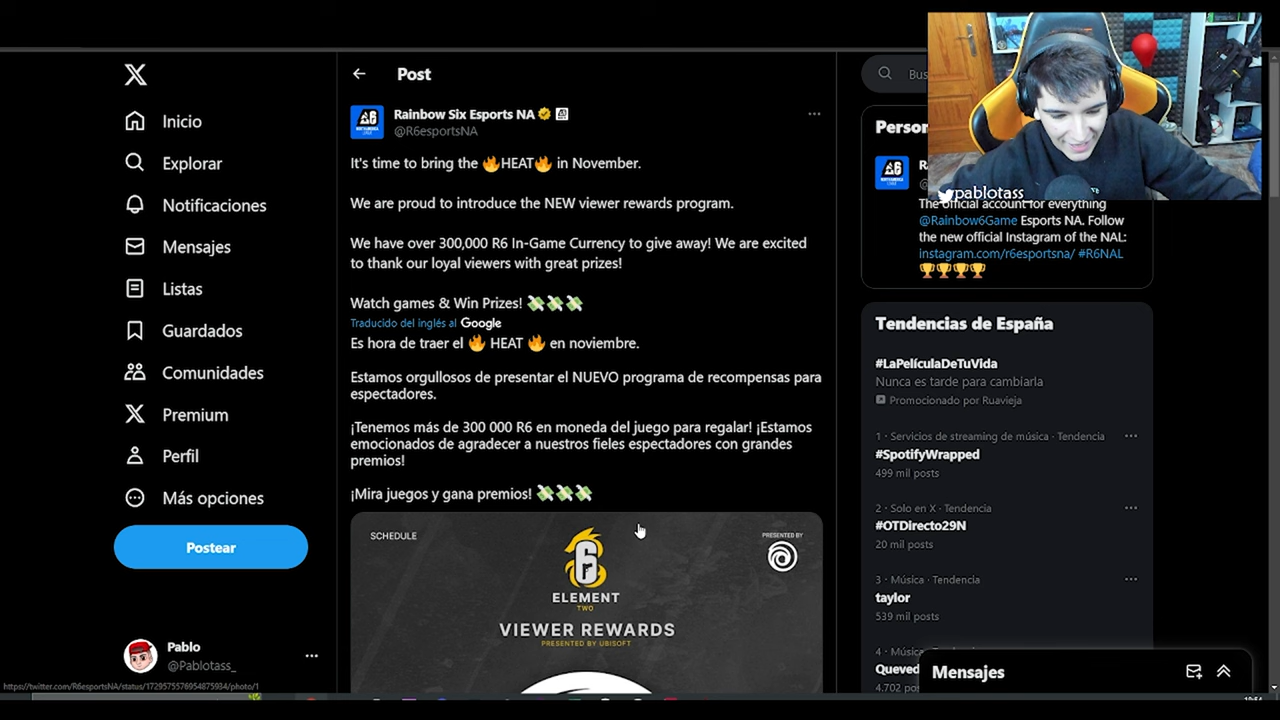 Post
Rainbow Six Esports NA
@R6esportsNA
It's time to bring the 🔥HEAT🔥 in November.
We are proud to introduce the NEW viewer rewards program.
We have over 300,000 R6 In-Game Currency to give away! We are excited
to thank our loyal viewers with great prizes!
Watch games & Win Prizes! 💸💸💸
Traducido del inglés al Google
Es hora de traer el 🔥 HEAT 🔥 en noviembre.
Estamos orgullosos de presentar el NUEVO programa de recompensas para
espectadores.
¡Tenemos más de 300 000 R6 en moneda del juego para regalar! ¡Estamos
emocionados de agradecer a nuestros fieles espectadores con grandes
premios!
¡Mira juegos y gana premios! 💸💸💸
SCHEDULE
6
ELEMENT
TWO
VIEWER REWARDS
PRESENTED BY UBISOFT
PRESENTED BY
Inicio
Explorar
Notificaciones
Mensajes
Listas
Guardados
Comunidades
Premium
Perfil
Más opciones
Postear
Pablo
@Pablotass_
https://twitter.com/R6esportsNA/status/1729575576954875934/photo/1
pablotass
The official account for everything
@Rainbow6Game Esports NA. Follow
the new official Instagram of the NAL:
instagram.com/r6esportsna/ #R6NAL
🏆🏆🏆🏆
Tendencias de España
#LaPelículaDeTuVida
Nunca es tarde para cambiarla
Promocionado por Ruavieja
1 · Servicios de streaming de música · Tendencia
#SpotifyWrapped
499 mil posts
2 · Solo en X · Tendencia
#OTDirecto29N
20 mil posts
3 · Música · Tendencia
taylor
539 mil posts
Mensajes